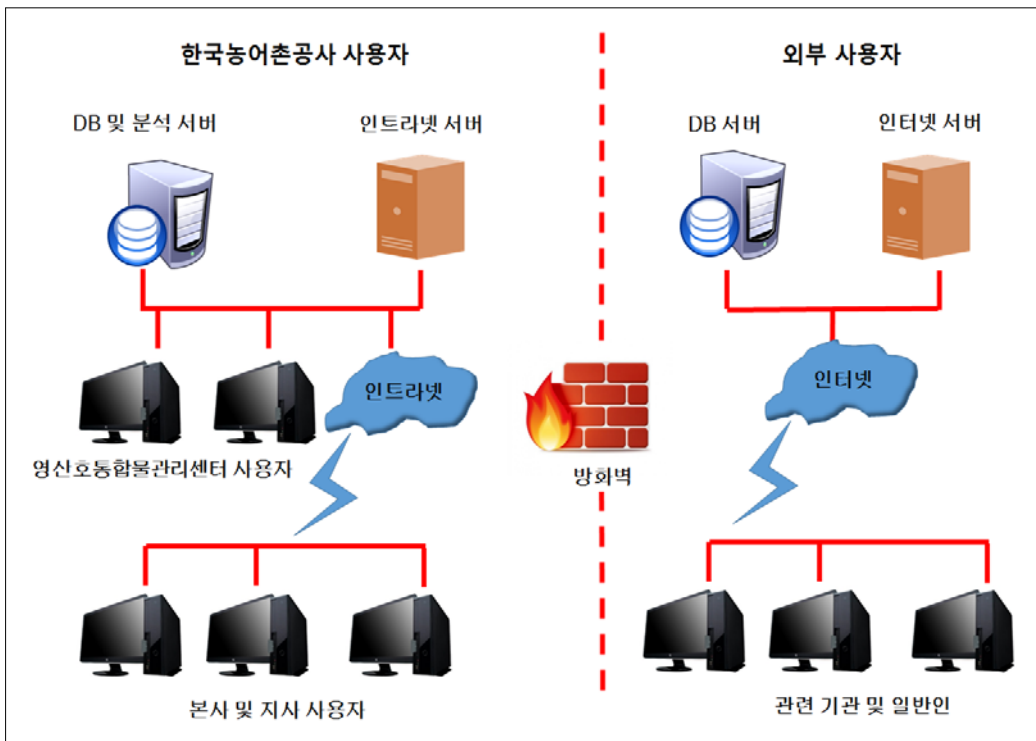 한국농어촌공사 사용자
외부 사용자
DB 및 분석 서버
인트라넷 서버
DB 서버
인터넷 서버
인트라넷
인터넷
영산호통합물관리센터 사용자
방화벽
본사 및 지사 사용자
관련 기관 및 일반인